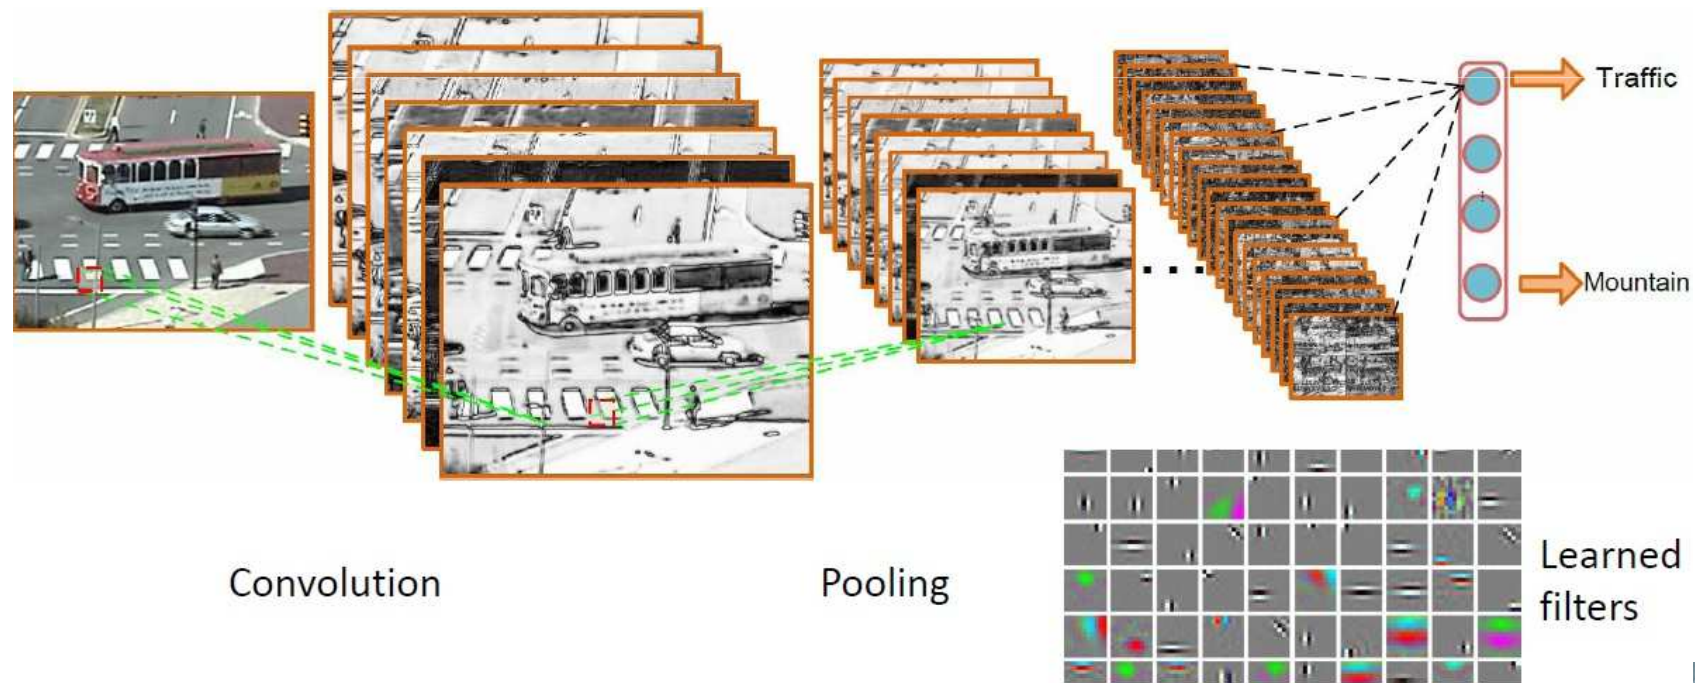 Traffic
Mountain
Convolution
Pooling
Learned
filters